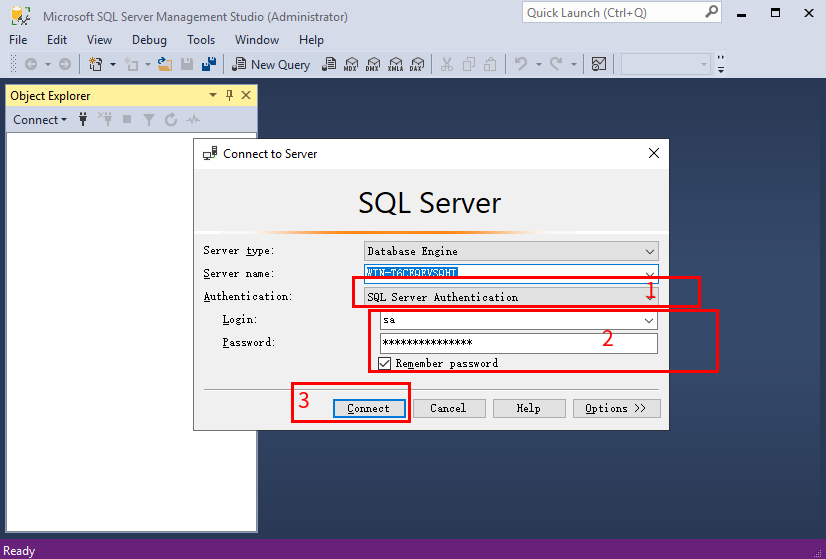 Microsoft SQL Server Management Studio (Administrator)
Quick Launch (Ctrl+Q)
File Edit View Debug Tools Window Help
New Query MDX DMX XMLA DAX
Object Explorer
Connect
Connect to Server
SQL Server
Server type: Database Engine
Server name:
Authentication: SQL Server Authentication 1
Login: sa
Password: *************** 2
Remember password
3 Connect Cancel Help Options >>
Ready